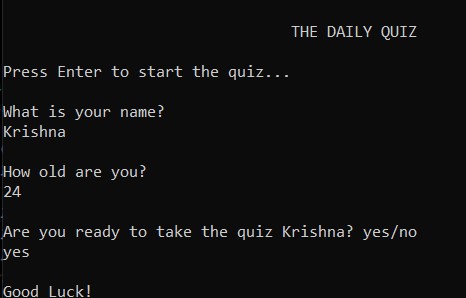 THE DAILY QUIZ
Press Enter to start the quiz...
What is your name?
Krishna
How old are you?
24
Are you ready to take the quiz Krishna? yes/no
yes
Good Luck!